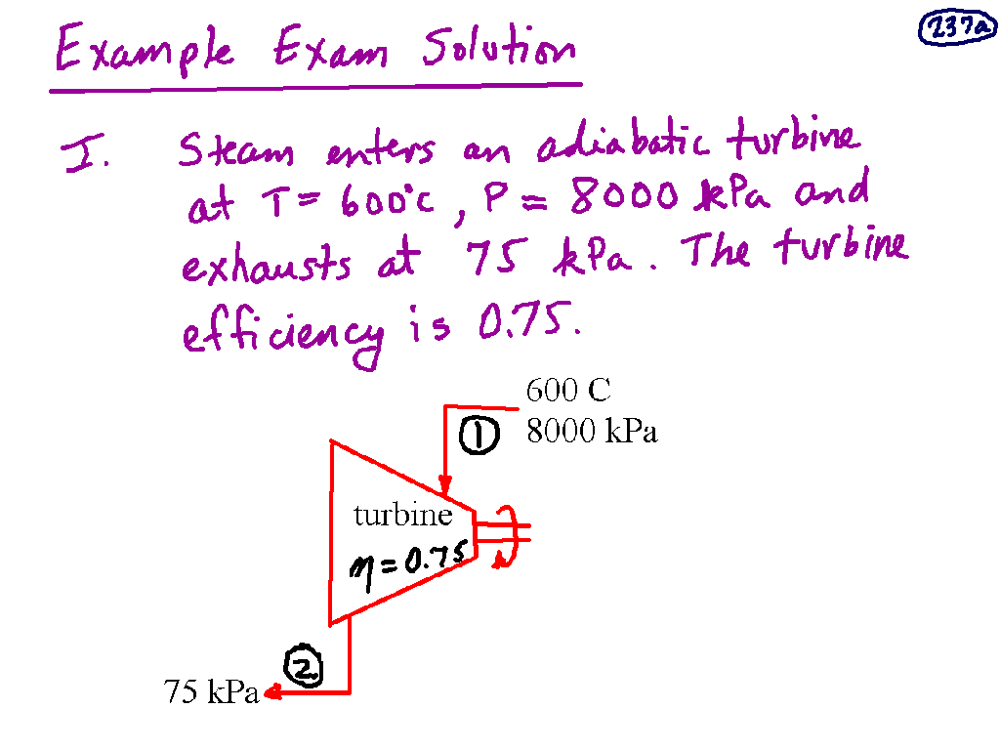 237a
Example Exam Solution
I. Steam enters an adiabatic turbine
at T = 600°C, P = 8000 kPa and
exhausts at 75 kPa. The turbine
efficiency is 0.75.
600 C
① 8000 kPa
turbine
η = 0.75
②
75 kPa